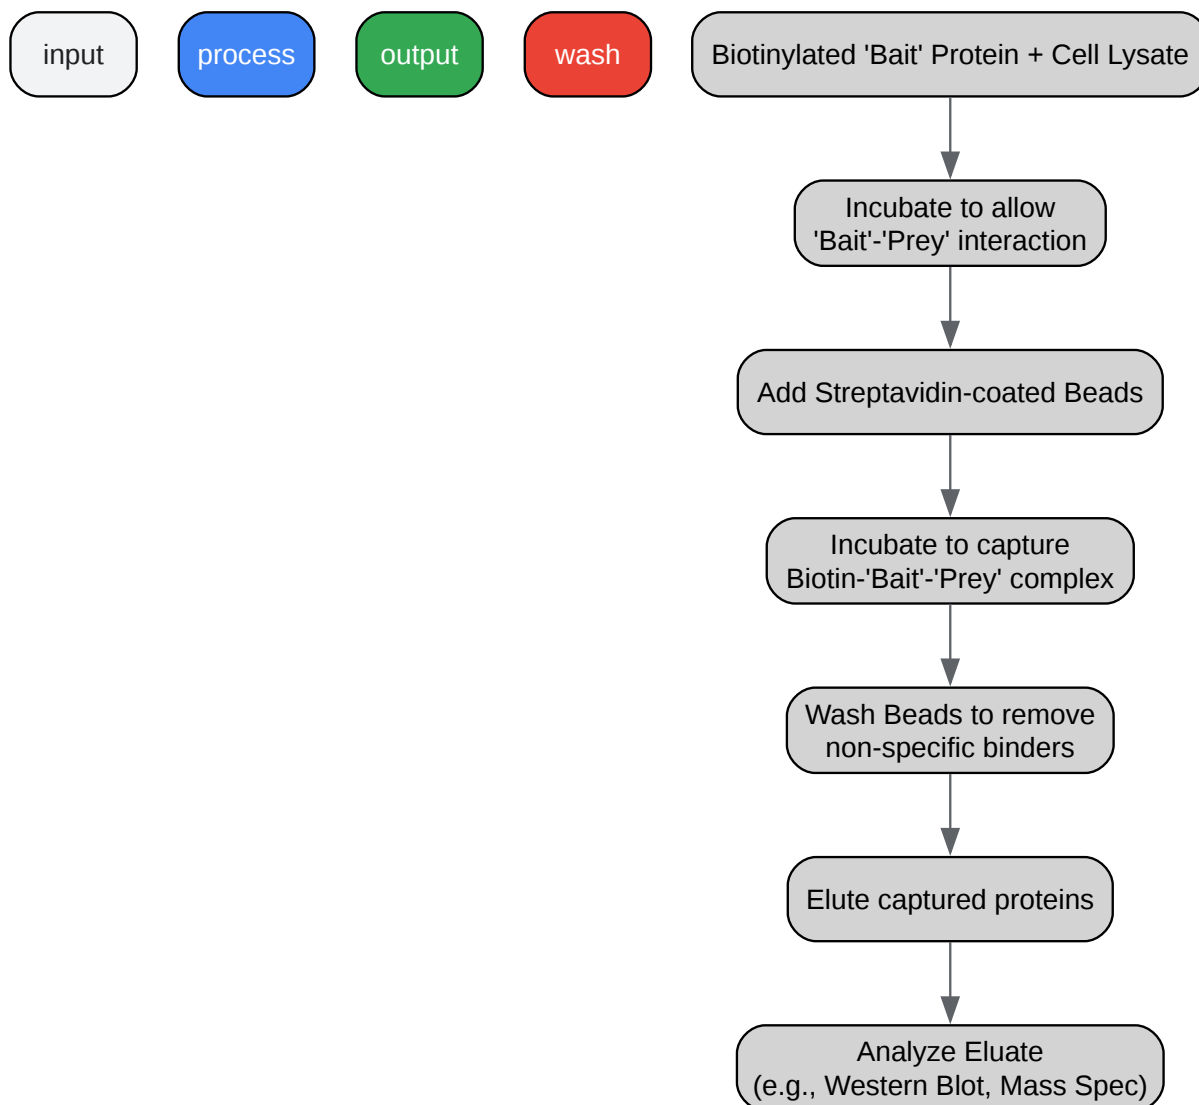 input
process
output
wash
Biotinylated 'Bait' Protein + Cell Lysate
Incubate to allow
'Bait'-'Prey' interaction
Add Streptavidin-coated Beads
Incubate to capture
Biotin-'Bait'-'Prey' complex
Wash Beads to remove
non-specific binders
Elute captured proteins
Analyze Eluate
(e.g., Western Blot, Mass Spec)